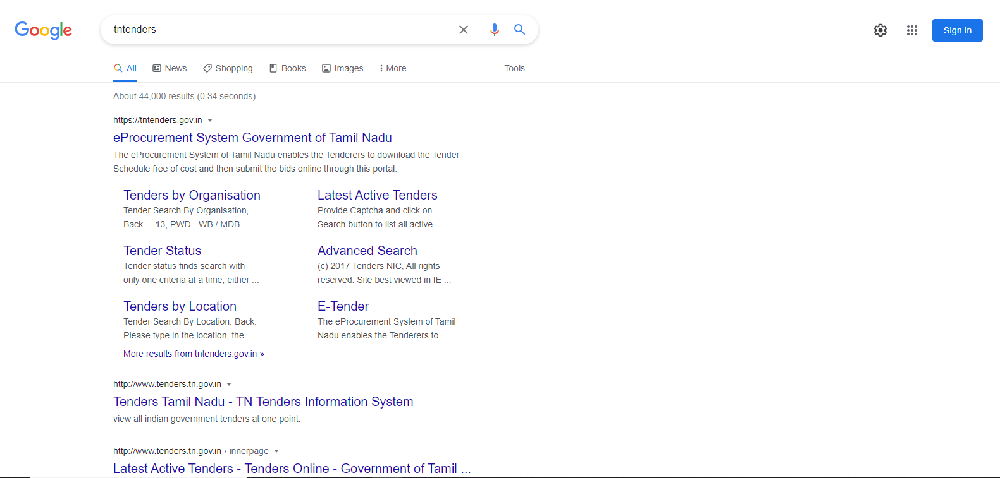 Google
tntenders
Sign in
All
News
Shopping
Books
Images
More
Tools
About 44,000 results (0.34 seconds)
https://tntenders.gov.in
eProcurement System Government of Tamil Nadu
The eProcurement System of Tamil Nadu enables the Tenderers to download the Tender
Schedule free of cost and then submit the bids online through this portal.
Tenders by Organisation
Tender Search By Organisation,
Back ... 13, PWD - WB / MDB ...
Latest Active Tenders
Provide Captcha and click on
Search button to list all active ...
Tender Status
Tender status finds search with
only one criteria at a time, either ...
Advanced Search
(c) 2017 Tenders NIC, All rights
reserved. Site best viewed in IE ...
Tenders by Location
Tender Search By Location. Back.
Please type in the location, the ...
E-Tender
The eProcurement System of Tamil
Nadu enables the Tenderers to ...
More results from tntenders.gov.in »
http://www.tenders.tn.gov.in
Tenders Tamil Nadu - TN Tenders Information System
view all indian government tenders at one point.
http://www.tenders.tn.gov.in › innerpage
Latest Active Tenders - Tenders Online - Government of Tamil ...